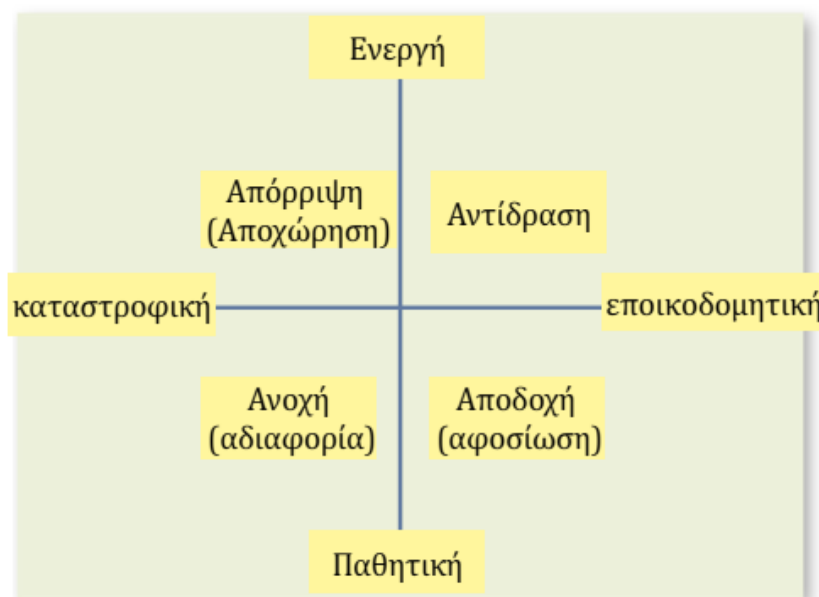 Ενεργή
Απόρριψη
(Αποχώρηση)
Αντίδραση
καταστροφική
εποικοδομητική
Ανοχή
(αδιαφορία)
Αποδοχή
(αφοσίωση)
Παθητική